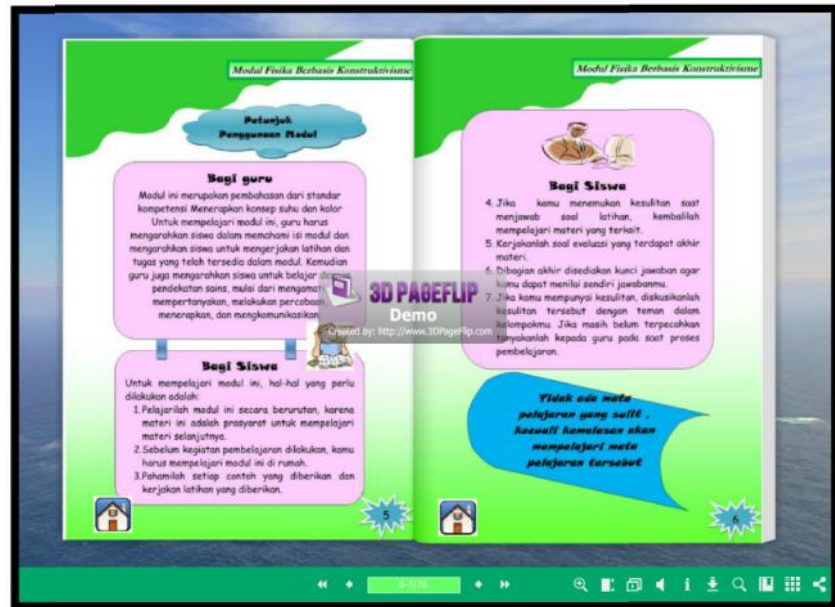 Modul Fisika Berbasis Konstruktivisme
Petunjuk
Penggunaan Modul
Bagi guru
Modul ini merupakan pembahasan dari standar
kompetensi Menerapkan konsep suhu dan kalor
Untuk mempelajari modul ini, guru harus
mengarahkan siswa dalam memahami isi modul dan
mengarahkan siswa untuk mengerjakan latihan dan
tugas yang telah tersedia dalam modul. Kemudian
guru juga mengarahkan siswa untuk belajar dengan
pendekatan sains, mulai dari mengamati,
mempertanyakan, melakukan percobaan,
menerapkan, dan mengkomunikasikan
Bagi Siswa
Untuk mempelajari modul ini, hal-hal yang perlu
dilakukan adalah:
1. Pelajarilah modul ini secara berurutan, karena
materi ini adalah prasyarat untuk mempelajari
materi selanjutnya.
2. Sebelum kegiatan pembelajaran dilakukan, kamu
harus mempelajari modul ini di rumah.
3. Pahamilah setiap contoh yang diberikan dan
kerjakan latihan yang diberikan.
5
Modul Fisika Berbasis Konstruktivisme
Bagi Siswa
4. Jika kamu menemukan kesulitan saat
menjawab soal latihan, kembalilah
mempelajari materi yang terkait.
5. Kerjakanlah soal evaluasi yang terdapat akhir
materi.
6. Dibagian akhir disediakan kunci jawaban agar
kamu dapat menilai sendiri jawabanmu.
7. Jika kamu mempunyai kesulitan, diskusikanlah
kesulitan tersebut dengan teman dalam
kelompokmu. Jika masih belum terpecahkan
tanyakanlah kepada guru pada saat proses
pembelajaran.
Tidak ada mata
pelajaran yang sulit ,
kecuali kemalasan akan
mempelajari mata
pelajaran tersebut
6
3D PAGEFLIP
Demo
Created by: http://www.3DPageFlip.com